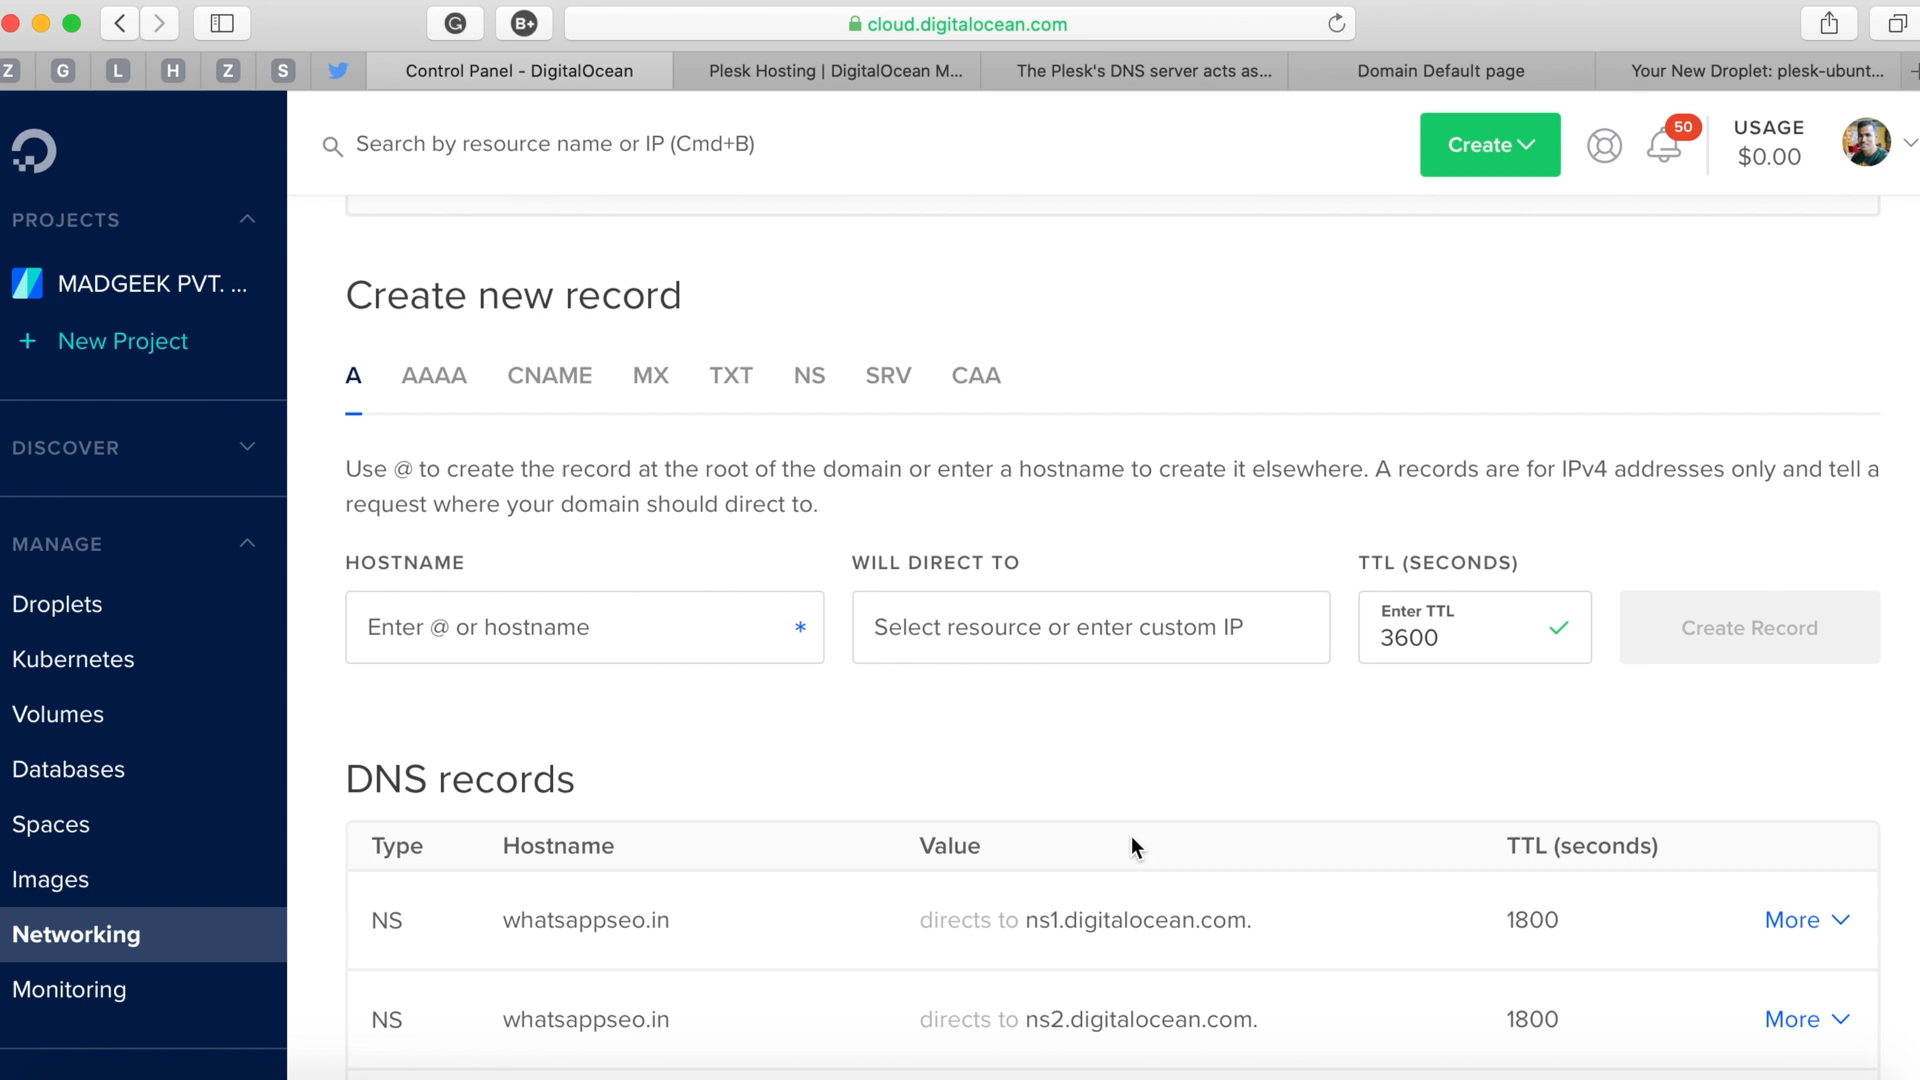 G
B+
cloud.digitalocean.com
Z
G
L
H
Z
S
Control Panel - DigitalOcean
Plesk Hosting | DigitalOcean M...
The Plesk's DNS server acts as...
Domain Default page
Your New Droplet: plesk-ubunt...
Search by resource name or IP (Cmd+B)
Create
50
USAGE
$0.00
PROJECTS
MADGEEK PVT. ...
+ New Project
DISCOVER
MANAGE
Droplets
Kubernetes
Volumes
Databases
Spaces
Images
Networking
Monitoring
Create new record
A AAAA CNAME MX TXT NS SRV CAA
Use @ to create the record at the root of the domain or enter a hostname to create it elsewhere. A records are for IPv4 addresses only and tell a
request where your domain should direct to.
HOSTNAME
Enter @ or hostname *
WILL DIRECT TO
Select resource or enter custom IP
TTL (SECONDS)
Enter TTL
3600
Create Record
DNS records
Type Hostname Value TTL (seconds)
NS whatsappseo.in directs to ns1.digitalocean.com. 1800 More
NS whatsappseo.in directs to ns2.digitalocean.com. 1800 More